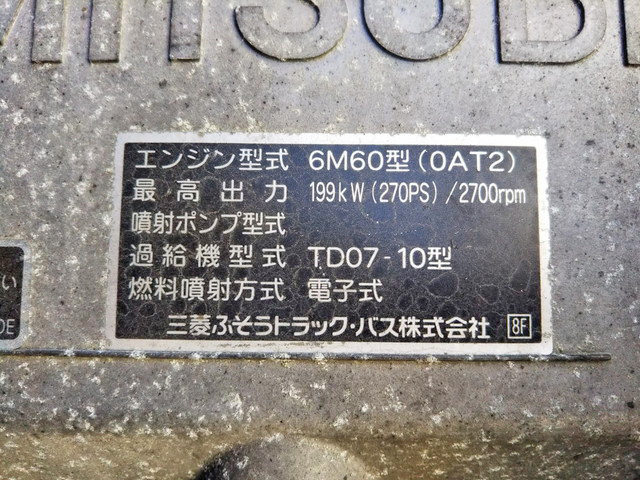 MITSUBI
エンジン型式 6M60型(0AT2)
最高出力 199kW(270PS)/2700rpm
噴射ポンプ型式
過給機型式 TD07-10型
燃料噴射方式 電子式
三菱ふそうトラック・バス株式会社 8F
い
DE